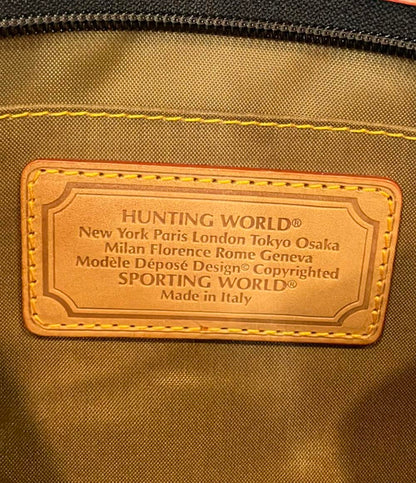 HUNTING WORLD®
New York Paris London Tokyo Osaka
Milan Florence Rome Geneva
Modèle Déposé Design© Copyrighted
SPORTING WORLD®
Made in Italy